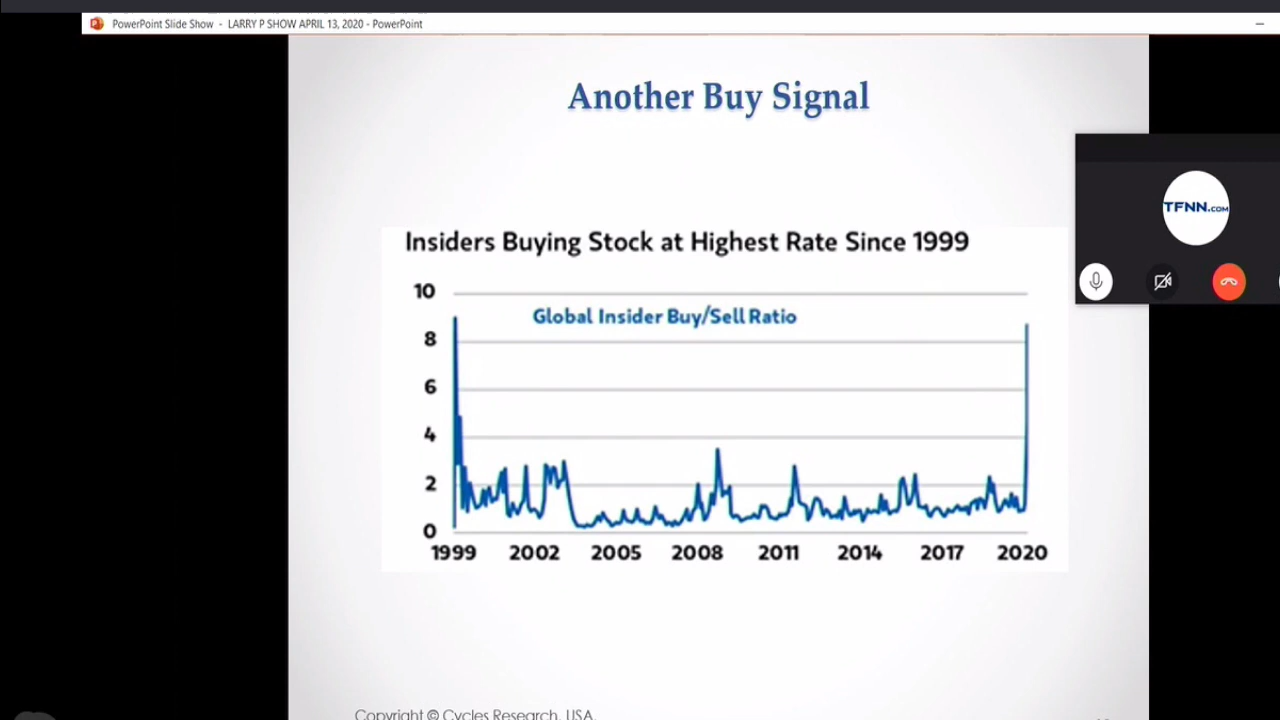 PowerPoint Slide Show - LARRY P SHOW APRIL 13, 2020 - PowerPoint
Another Buy Signal
TFNN.COM
Insiders Buying Stock at Highest Rate Since 1999
Global Insider Buy/Sell Ratio
10
8
6
4
2
0
1999 2002 2005 2008 2011 2014 2017 2020
Copyright © Cycles Research, USA.